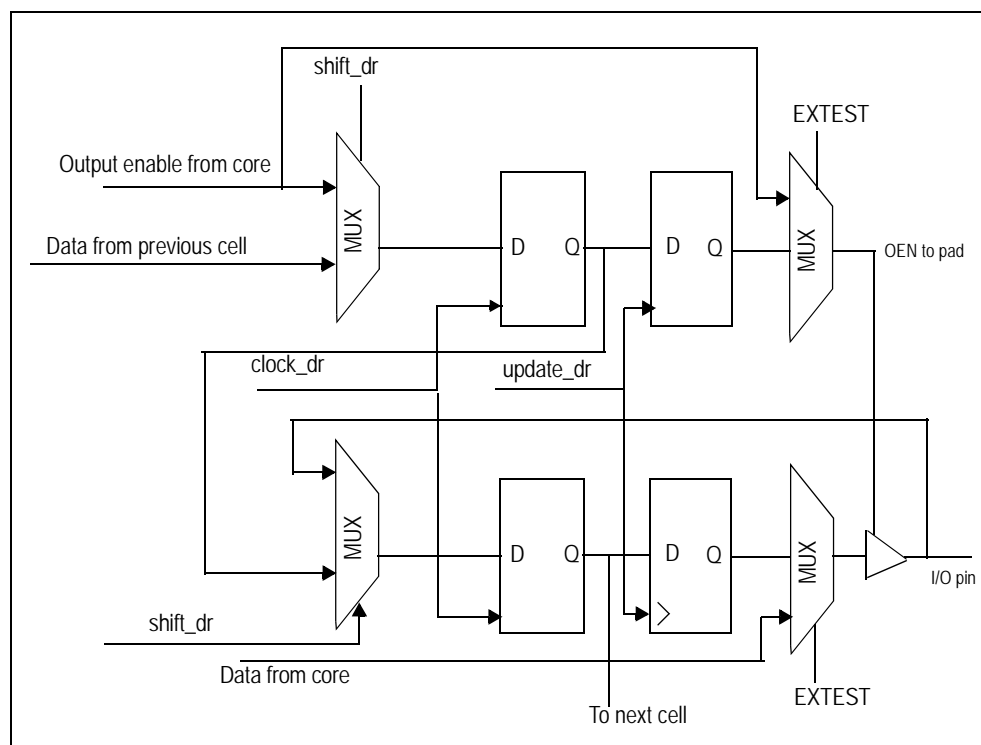 shift_dr
EXTEST
Output enable from core
MUX
D Q
D Q
MUX
Data from previous cell
OEN to pad
clock_dr
update_dr
MUX
D Q
D Q
MUX
I/O pin
shift_dr
Data from core
EXTEST
To next cell